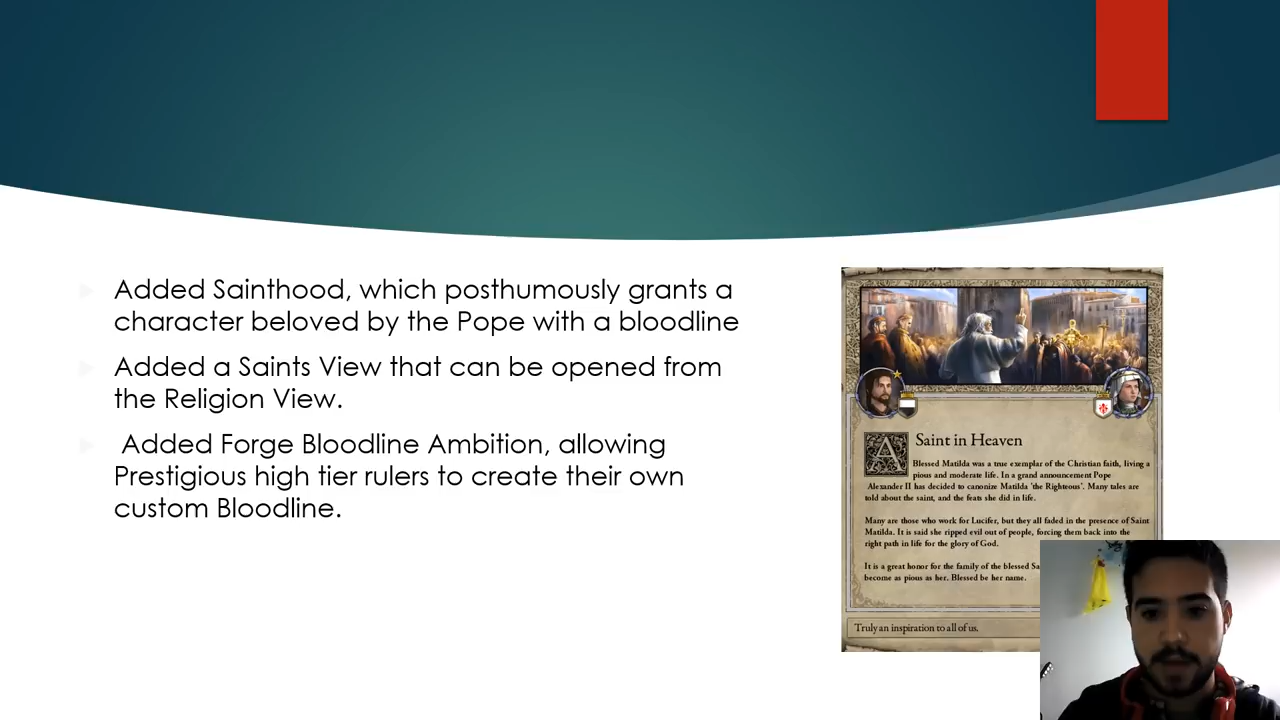 Added Sainthood, which posthumously grants a
character beloved by the Pope with a bloodline
Added a Saints View that can be opened from
the Religion View.
Added Forge Bloodline Ambition, allowing
Prestigious high tier rulers to create their own
custom Bloodline.
A Saint in Heaven
Blessed Matilda was a true exemplar of the Christian faith, living a
pious and moderate life. In a grand announcement Pope
Alexander II has decided to canonize Matilda 'the Righteous'. Many tales are
told about the saint, and the feats she did in life.
Many are those who work for Lucifer, but they all faded in the presence of Saint
Matilda. It is said she ripped evil out of people, forcing them back into the
right path in life for the glory of God.
It is a great honor for the family of the blessed
become as pious as her. Blessed be her name.
Truly an inspiration to all of us.